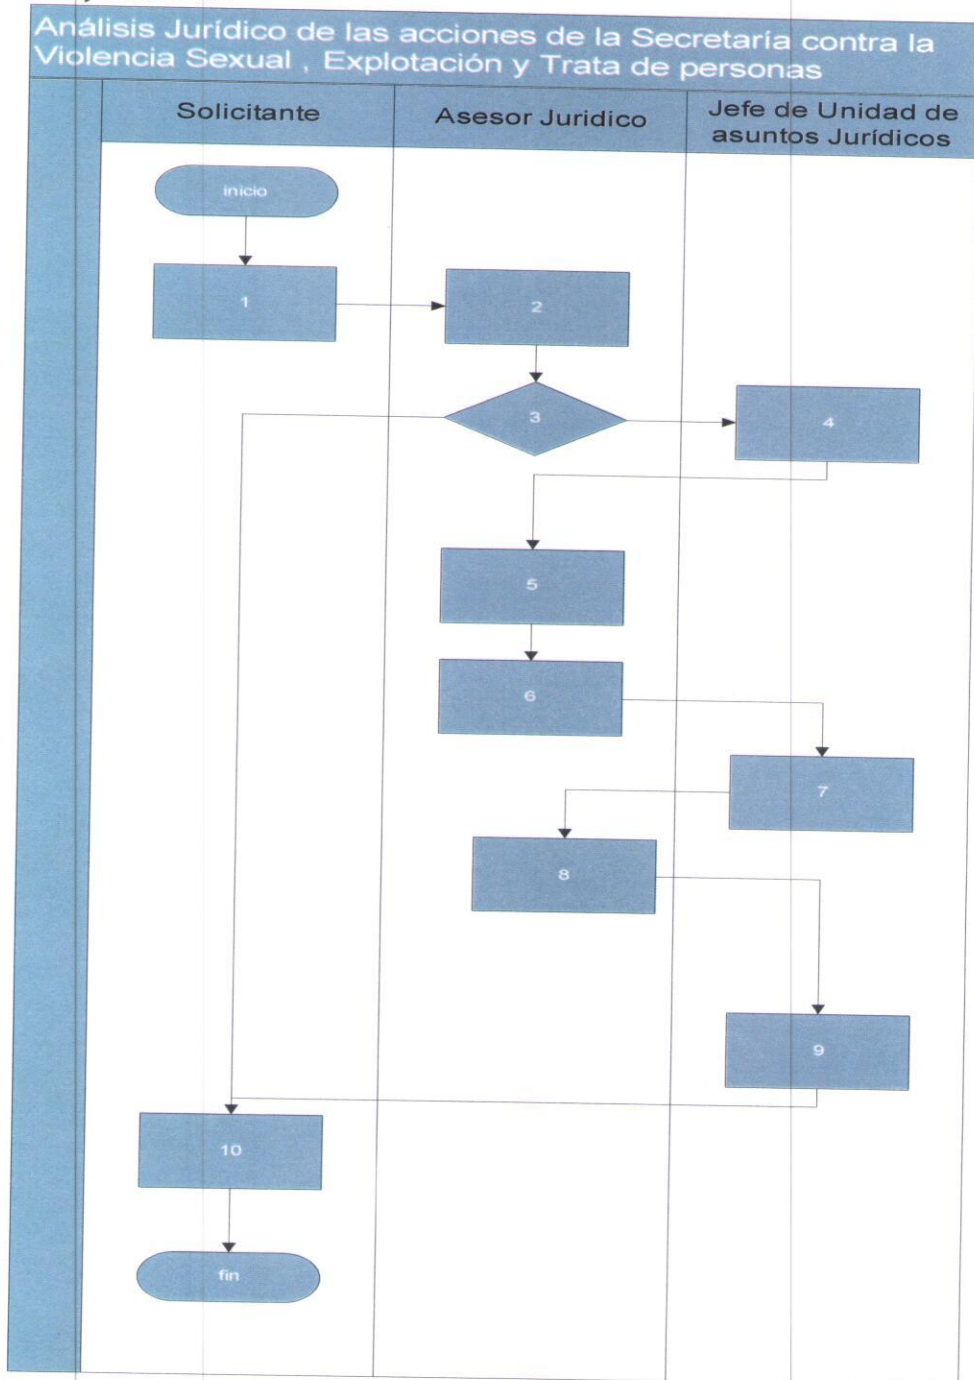 Análisis Jurídico de las acciones de la Secretaría contra la
Violencia Sexual , Explotación y Trata de personas
Solicitante
Asesor Juridico
Jefe de Unidad de
asuntos Jurídicos
inicio
1
2
3
4
5
6
7
8
9
10
fin